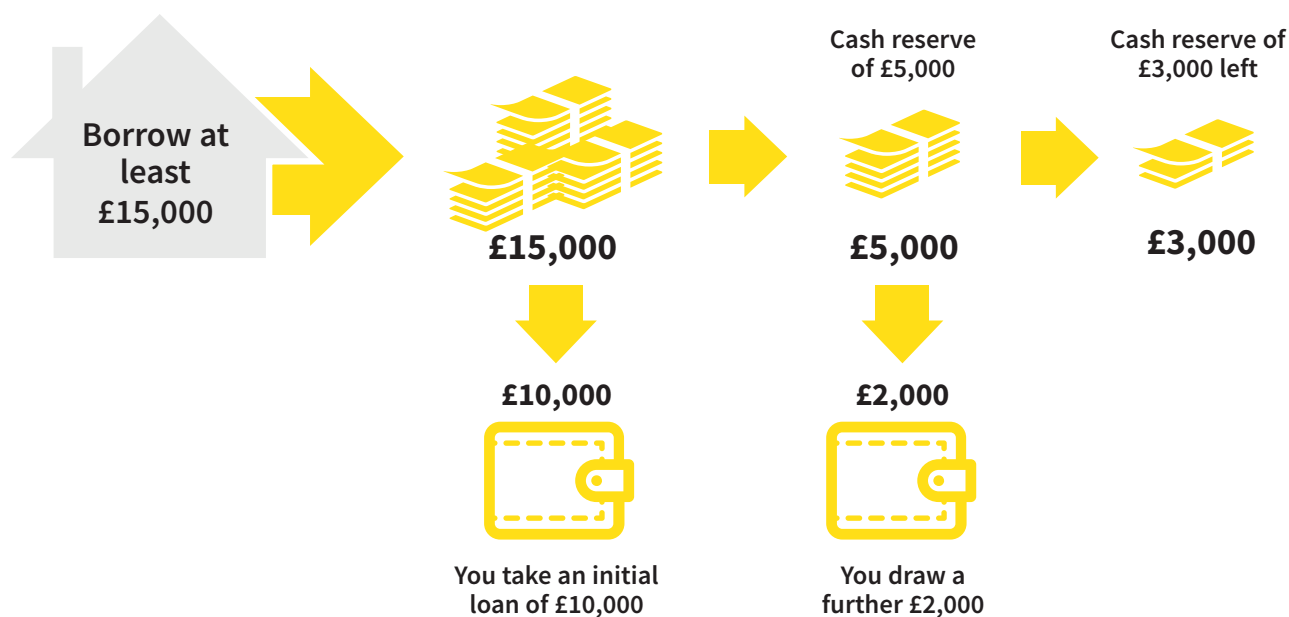 Borrow at
least
£15,000
£15,000
£10,000
You take an initial
loan of £10,000
Cash reserve
of £5,000
£5,000
£2,000
You draw a
further £2,000
Cash reserve of
£3,000 left
£3,000